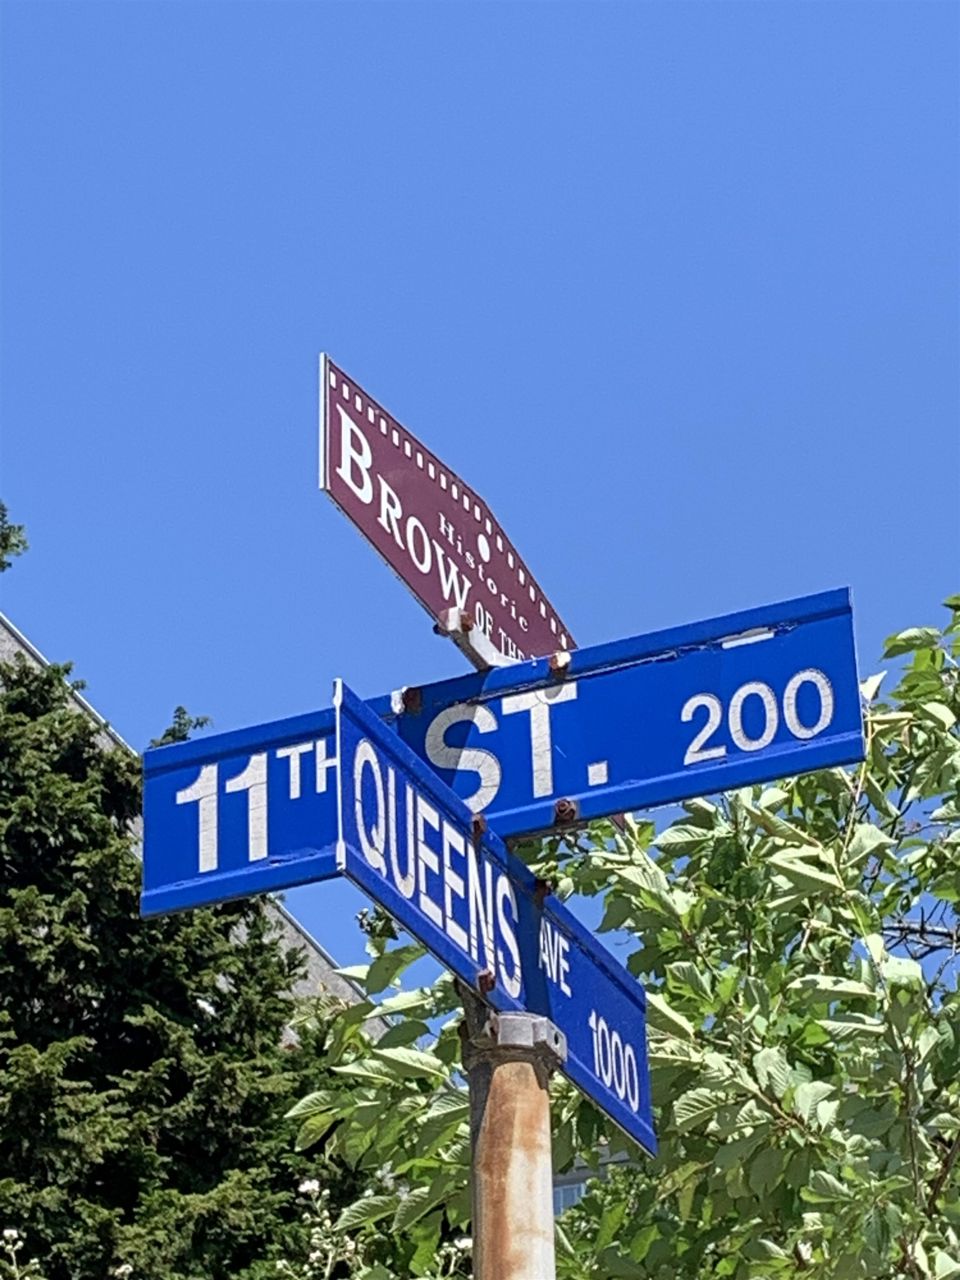 BROW
Historic
OF THE
11TH ST. 200
QUEENS AVE 1000